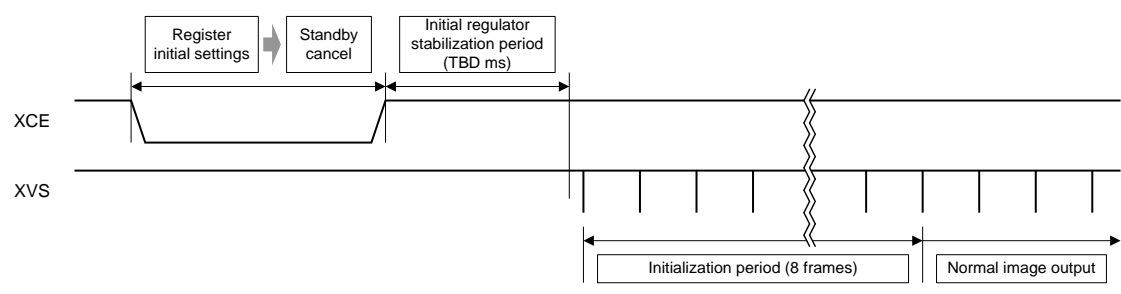 Register
initial settings
Standby
cancel
Initial regulator
stabilization period
(TBD ms)
XCE
XVS
Initialization period (8 frames)
Normal image output